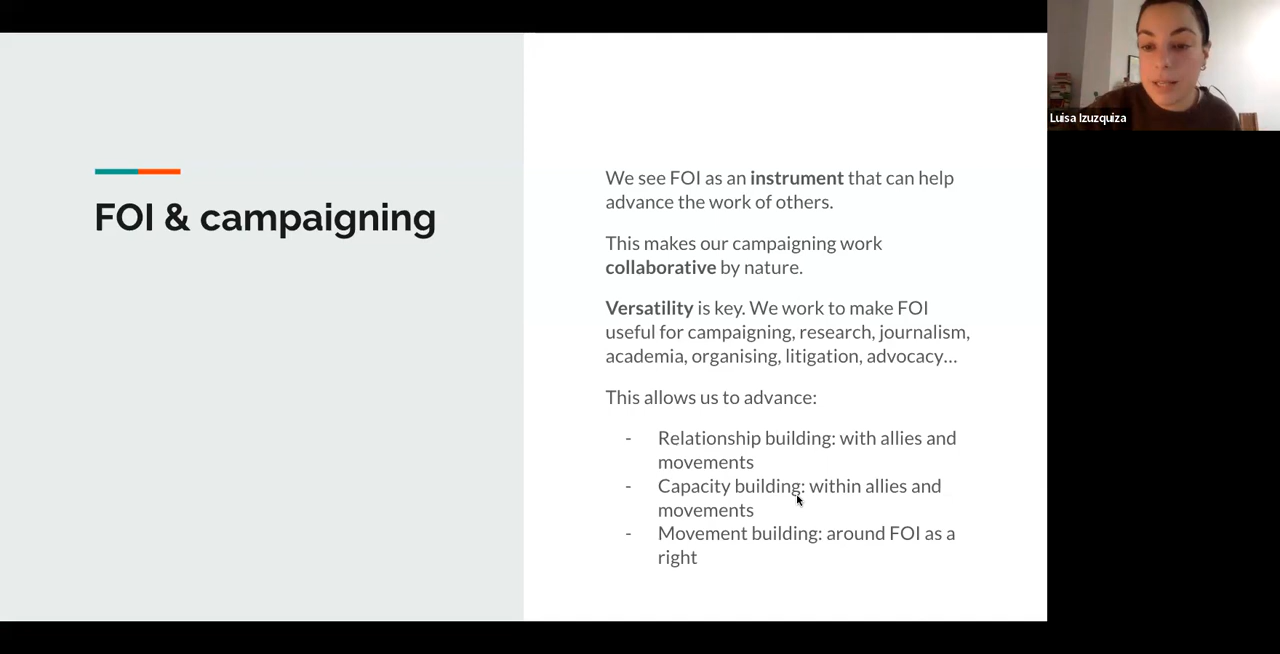 FOI & campaigning
We see FOI as an instrument that can help
advance the work of others.
This makes our campaigning work
collaborative by nature.
Versatility is key. We work to make FOI
useful for campaigning, research, journalism,
academia, organising, litigation, advocacy…
This allows us to advance:
- Relationship building: with allies and
movements
- Capacity building: within allies and
movements
- Movement building: around FOI as a
right
Luisa Izuzquiza